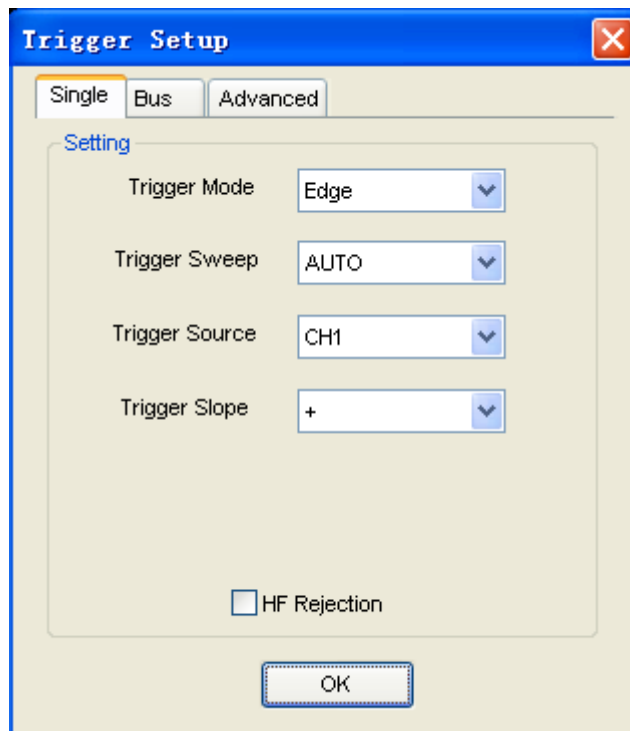 Trigger Setup
Single Bus Advanced
Setting
Trigger Mode Edge
Trigger Sweep AUTO
Trigger Source CH1
Trigger Slope +
HF Rejection
OK